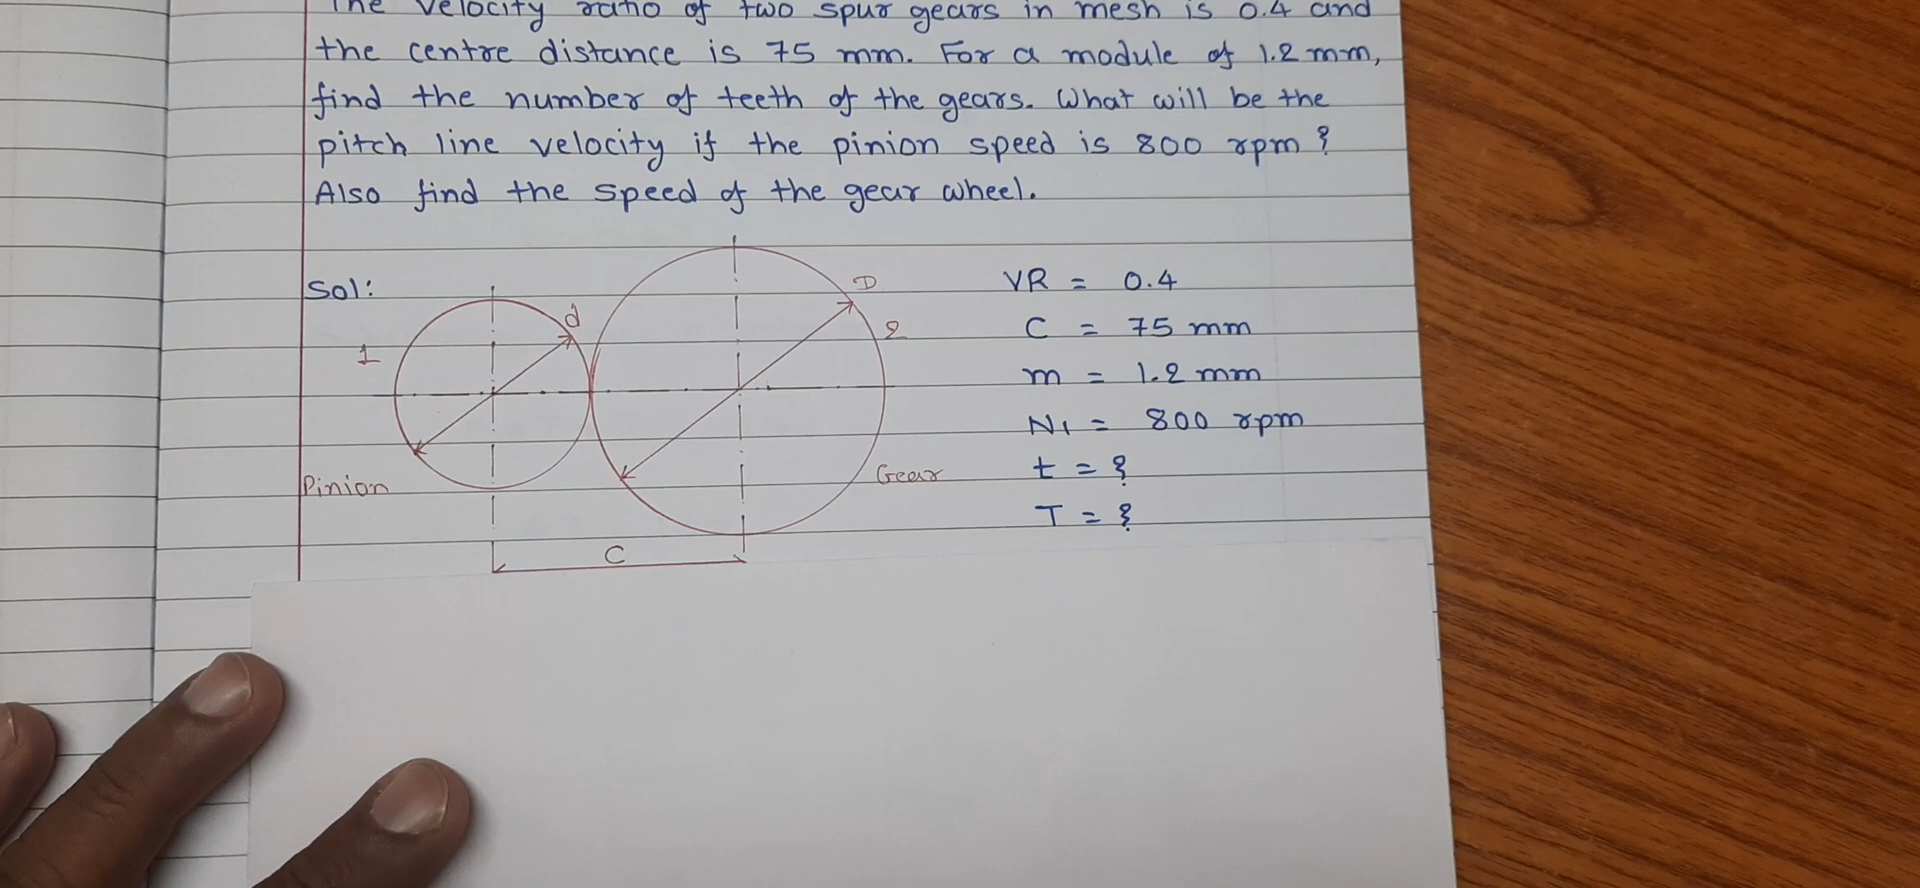 The velocity ratio of two spur gears in mesh is 0.4 and
the centre distance is 75 mm. For a module of 1.2 mm,
find the number of teeth of the gears. What will be the
pitch line velocity if the pinion speed is 800 rpm?
Also find the speed of the gear wheel.
Sol:
1
d
D
2
Pinion
Gear
C
VR = 0.4
C = 75 mm
m = 1.2 mm
N1 = 800 rpm
t = ?
T = ?